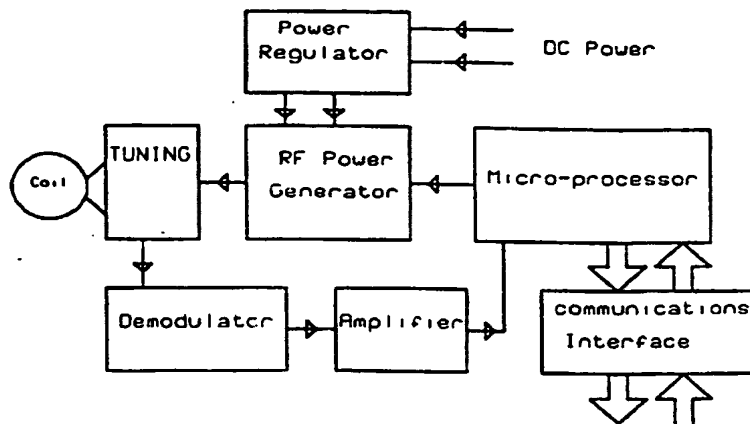 Power
Regulator
DC Power
TUNING
Coil
RF Power
Generator
Micro-processor
Demodulator
Amplifier
Communications
Interface